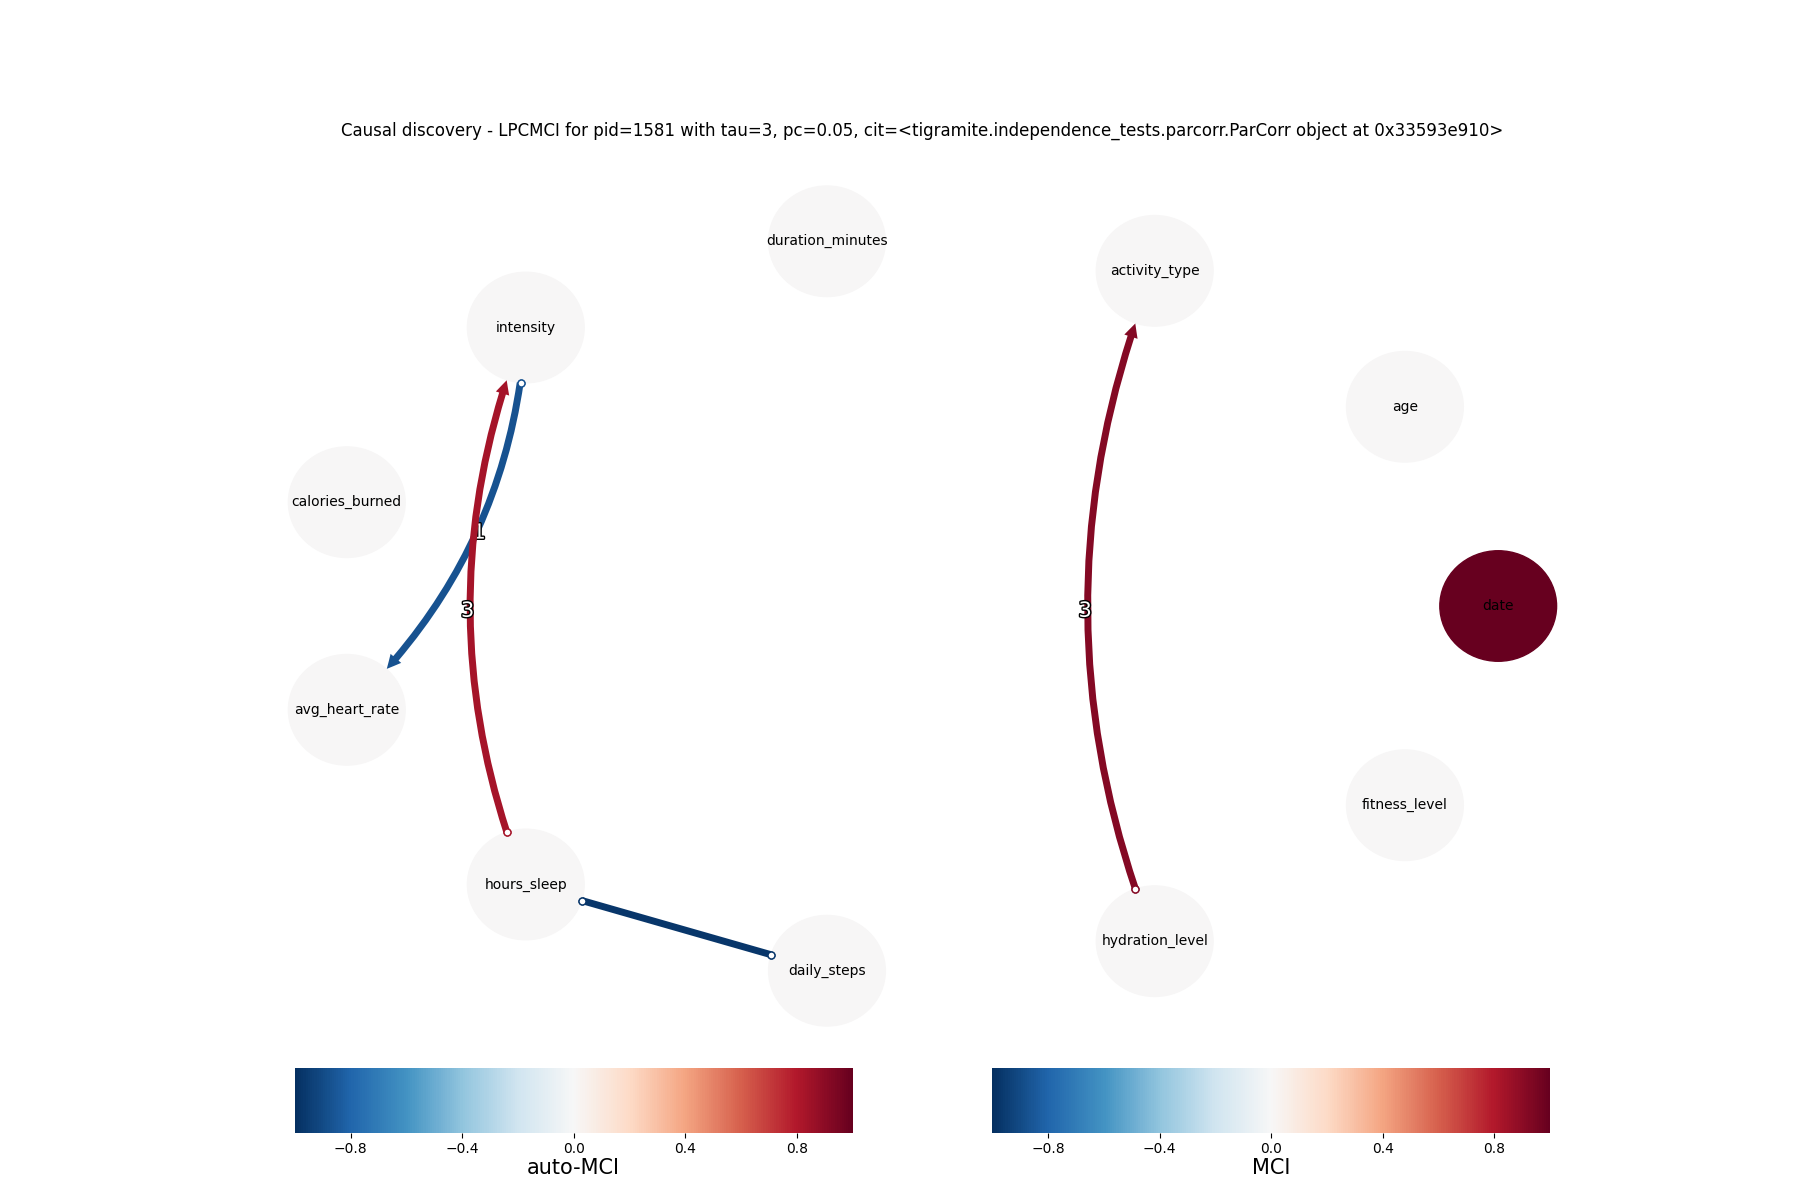 Causal discovery - LPCMCI for pid=1581 with tau=3, pc=0.05, cit=<tigramite.independence_tests.parcorr.ParCorr object at 0x33593e910>
duration_minutes
activity_type
intensity
age
calories_burned
1
date
3
3
avg_heart_rate
fitness_level
hours_sleep
hydration_level
daily_steps
−0.8 −0.4 0.0 0.4 0.8
auto-MCI
−0.8 −0.4 0.0 0.4 0.8
MCI